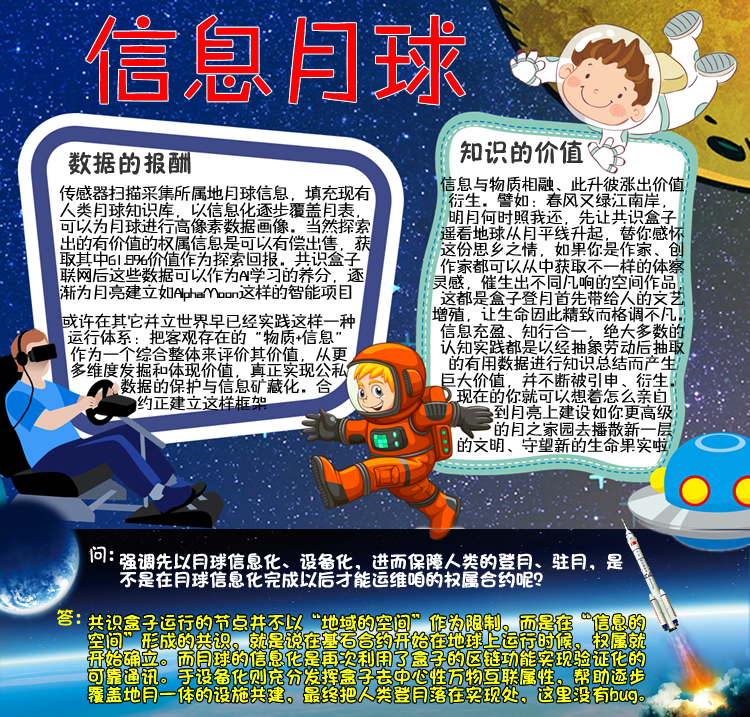 信息月球
数据的报酬
传感器扫描采集所属地月球信息，填充现有
人类月球知识库，以信息化逐步覆盖月表，
可以为月球进行高像素数据画像。当然探索
出的有价值的权属信息是可以有偿出售，获
取其中61.8%价值作为探索回报。共识盒子
联网后这些数据可以作为AI学习的养分，逐
渐为月亮建立如AlphaMoon这样的智能项目
或许在其它并立世界早已经实践这样一种
运行体系：把客观存在的“物质+信息”
作为一个综合整体来评价其价值，从更
多维度发掘和体现价值，真正实现公私
数据的保护与信息矿藏化。合
约正建立这样框架
知识的价值
信息与物质相融、此升彼涨出价值
衍生。譬如：春风又绿江南岸，
明月何时照我还，先让共识盒子
遥看地球从月平线升起，替你感怀
这份思乡之情，如果你是作家、创
作家都可以从中获取不一样的体察
灵感，催生出不同凡响的空间作品，
这都是盒子登月首先带给人的文艺
增殖，让生命因此精致而格调不凡。
信息充盈、知行合一，绝大多数的
认知实践都是以经抽象劳动后抽取
的有用数据进行知识总结而产生
巨大价值，并不断被引申、衍生。
现在的你就可以想着怎么亲自
到月亮上建设如你更高级
的月之家园去播散新一层
的文明、守望新的生命果实啦
问：强调先以月球信息化、设备化，进而保障人类的登月、驻月，是
不是在月球信息化完成以后才能运维咱的权属合约呢？
答：共识盒子运行的节点并不以“地域的空间”作为限制，而是在“信息的
空间”形成的共识，就是说在基石合约开始在地球上运行时候，权属就
开始确立。而月球的信息化是再次利用了盒子的区链功能实现验证化的
可靠通讯。于设备化则充分发挥盒子去中心性万物互联属性，帮助逐步
覆盖地月一体的设施共建，最终把人类登月落在实现处，这里没有bug。